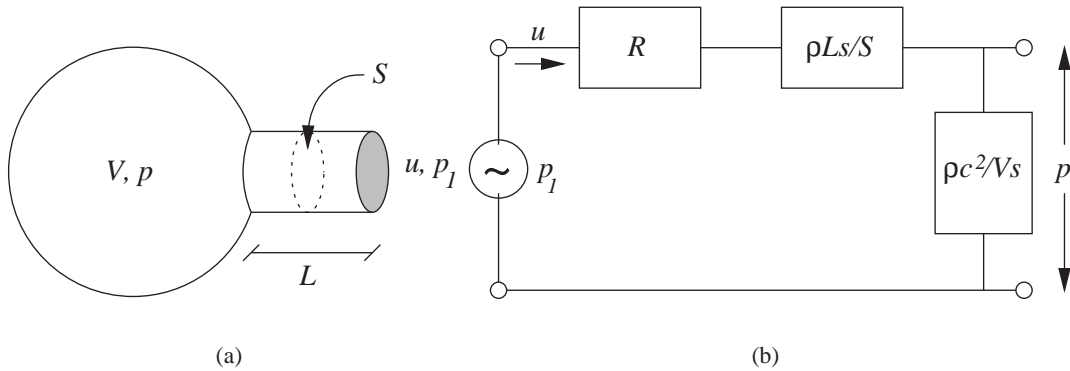 S
V, p
u, p₁
L
(a)
u
R
ρLs/S
~
p₁
ρc²/Vs
p
(b)